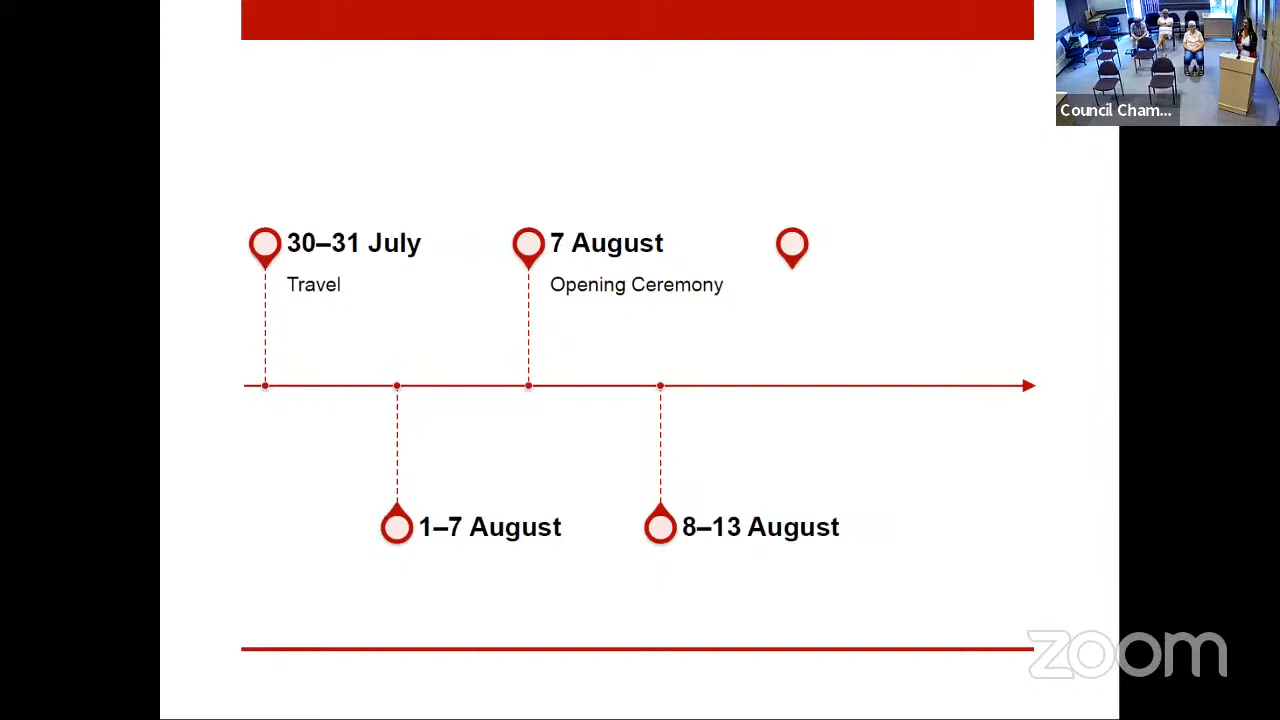 Council Cham...
30–31 July
7 August
Travel
Opening Ceremony
1–7 August
8–13 August
zoom